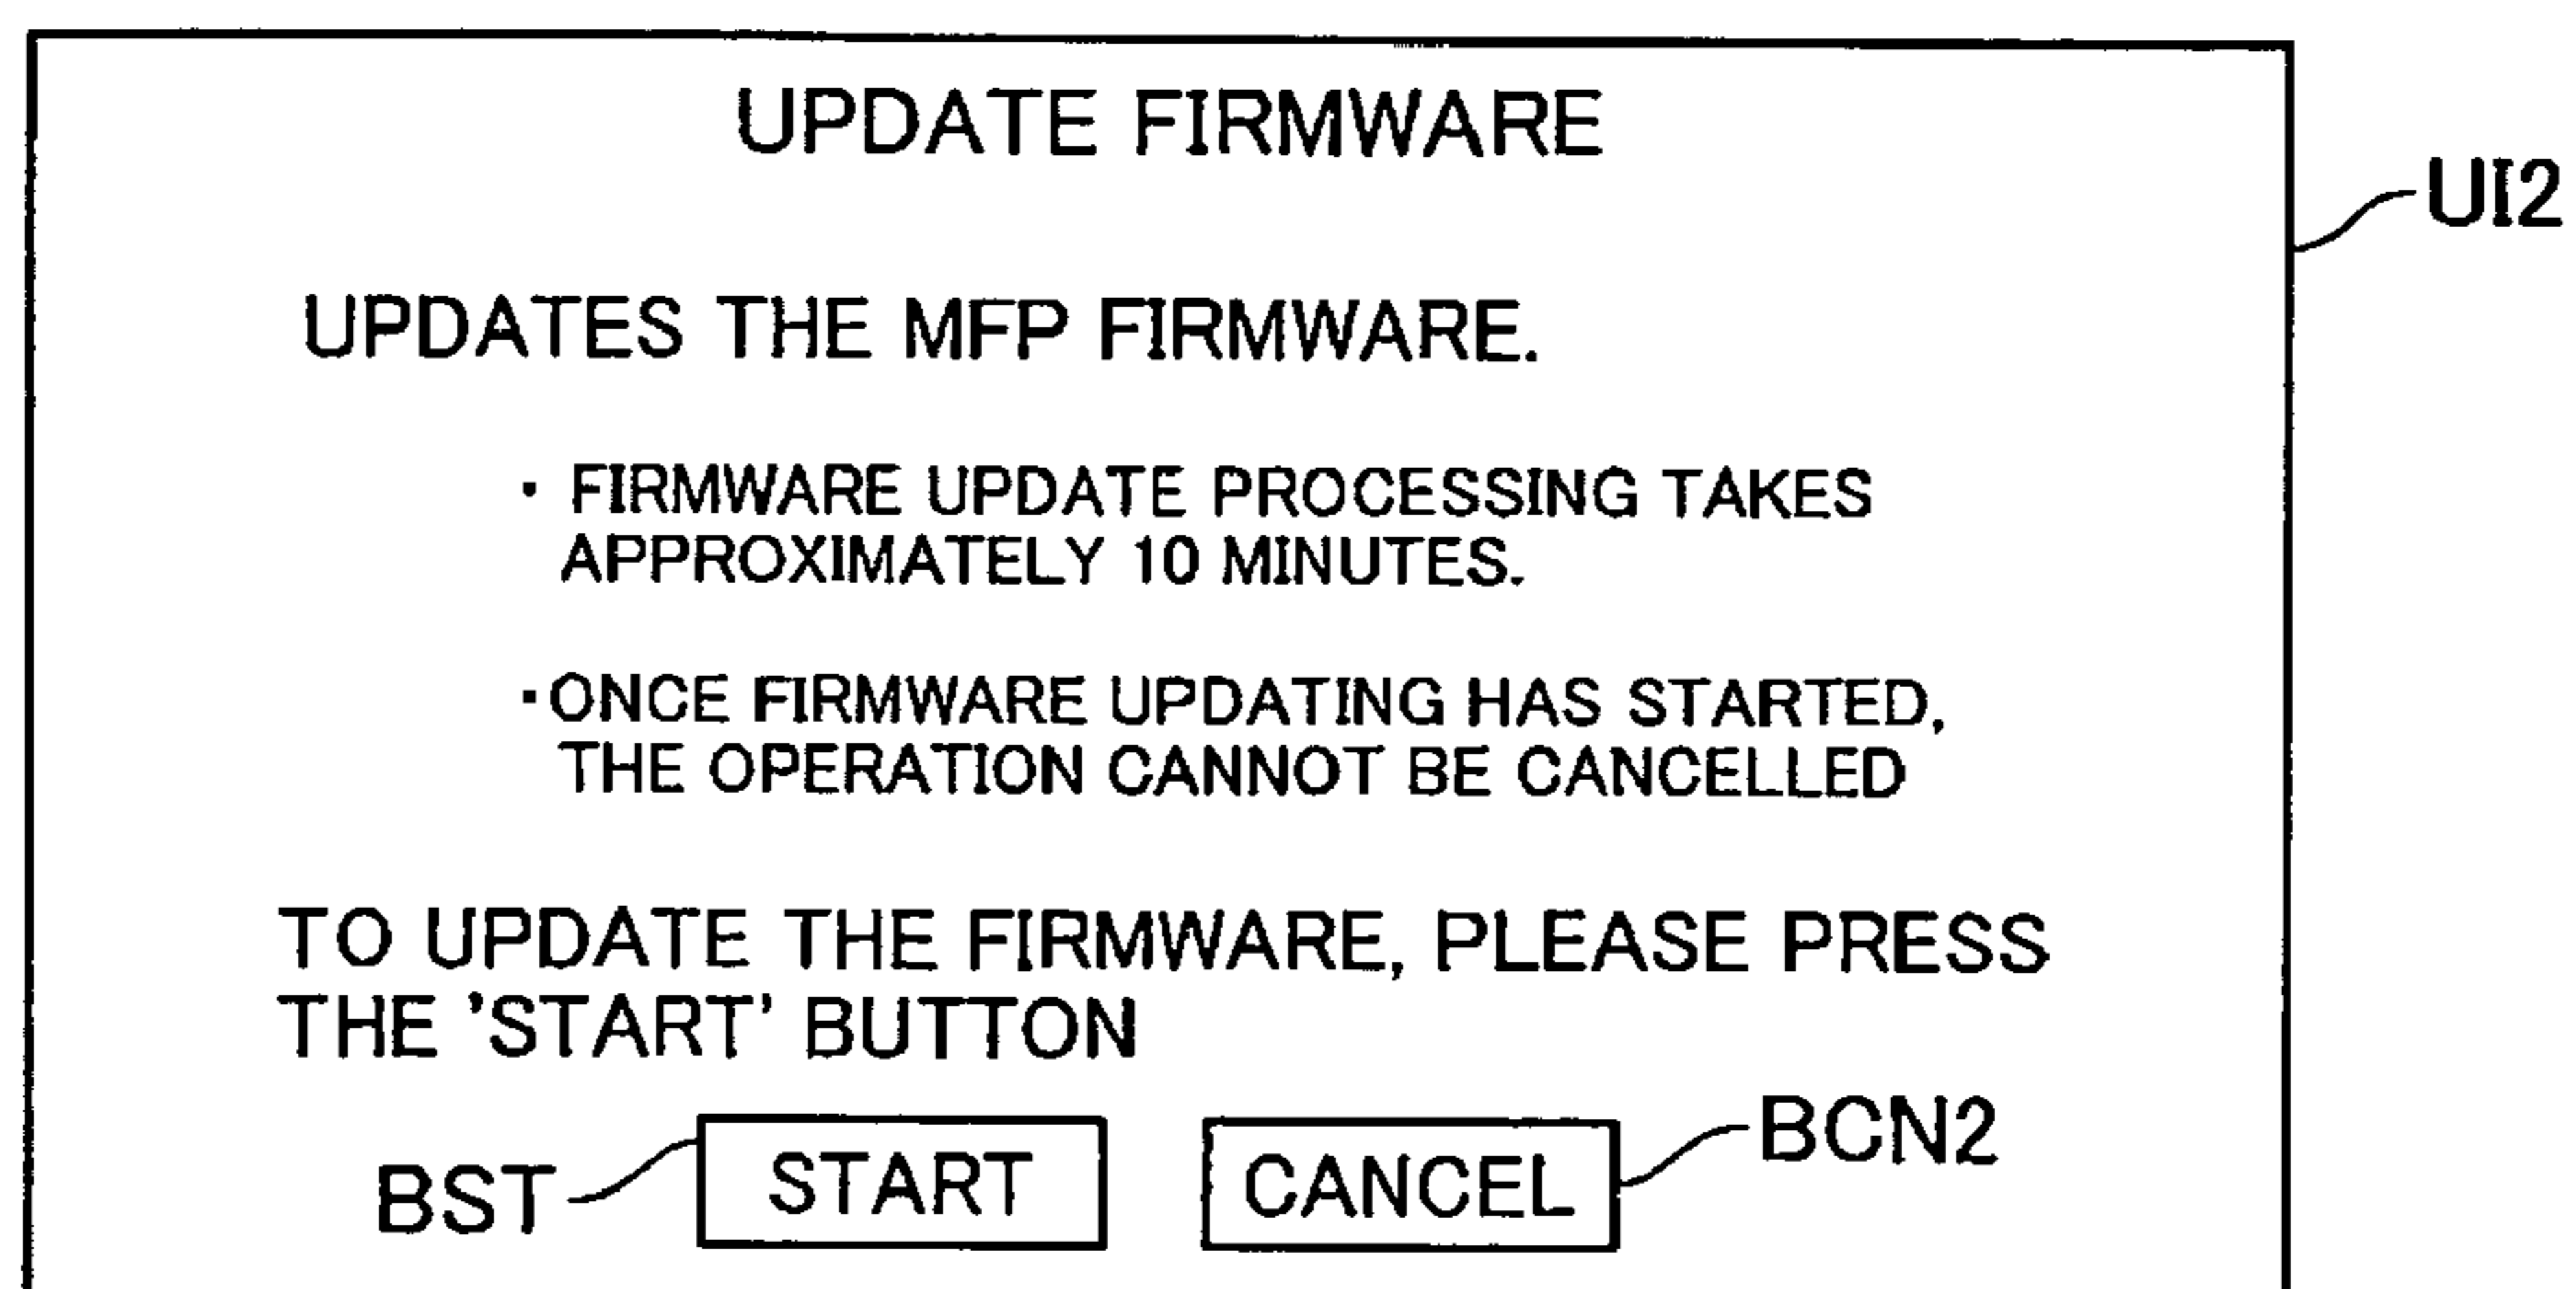 UPDATE FIRMWARE
UI2
UPDATES THE MFP FIRMWARE.
・ FIRMWARE UPDATE PROCESSING TAKES
APPROXIMATELY 10 MINUTES.
・ONCE FIRMWARE UPDATING HAS STARTED,
THE OPERATION CANNOT BE CANCELLED
TO UPDATE THE FIRMWARE, PLEASE PRESS
THE 'START' BUTTON
BST START CANCEL BCN2